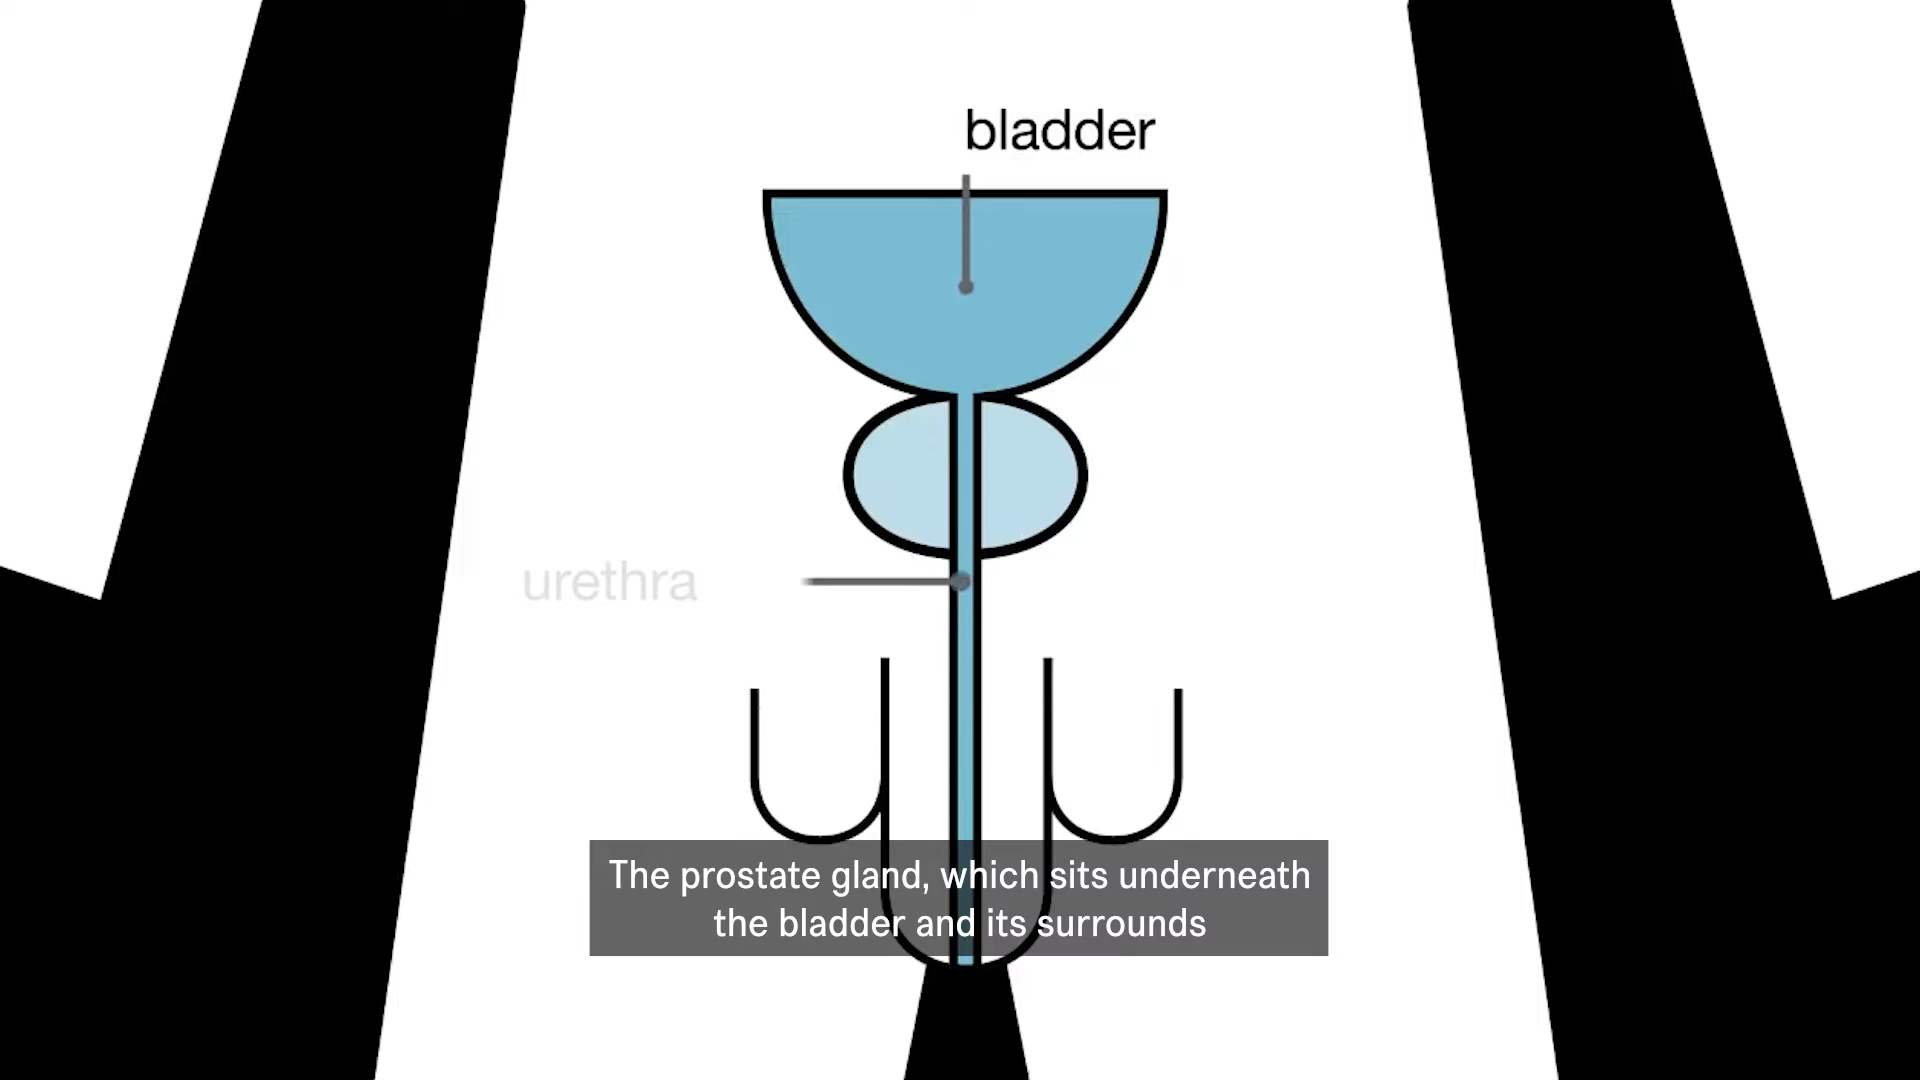 bladder
urethra
The prostate gland, which sits underneath
the bladder and its surrounds